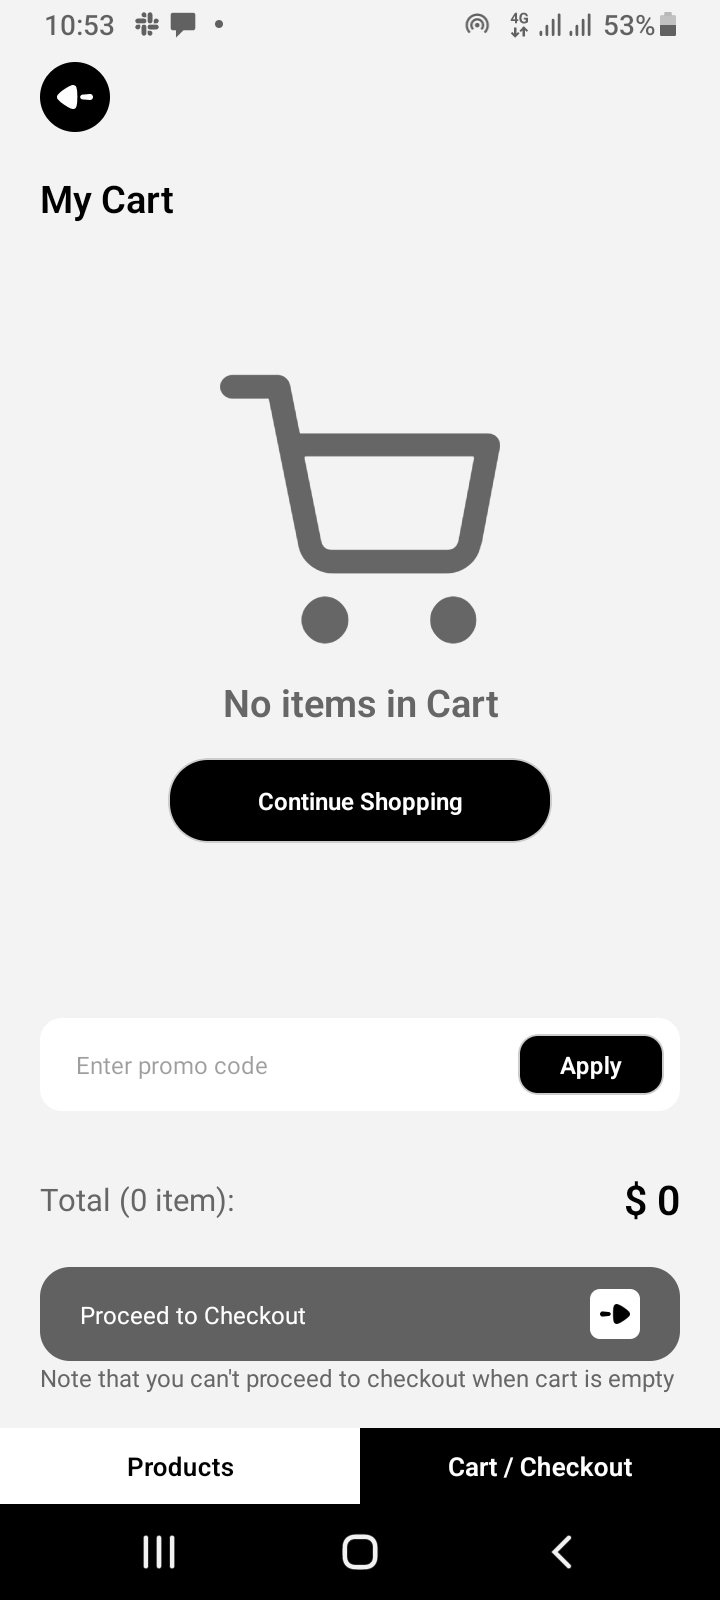 10:53
4G
53%
My Cart
No items in Cart
Continue Shopping
Enter promo code
Apply
Total (0 item):
$ 0
Proceed to Checkout
Note that you can't proceed to checkout when cart is empty
Products
Cart / Checkout